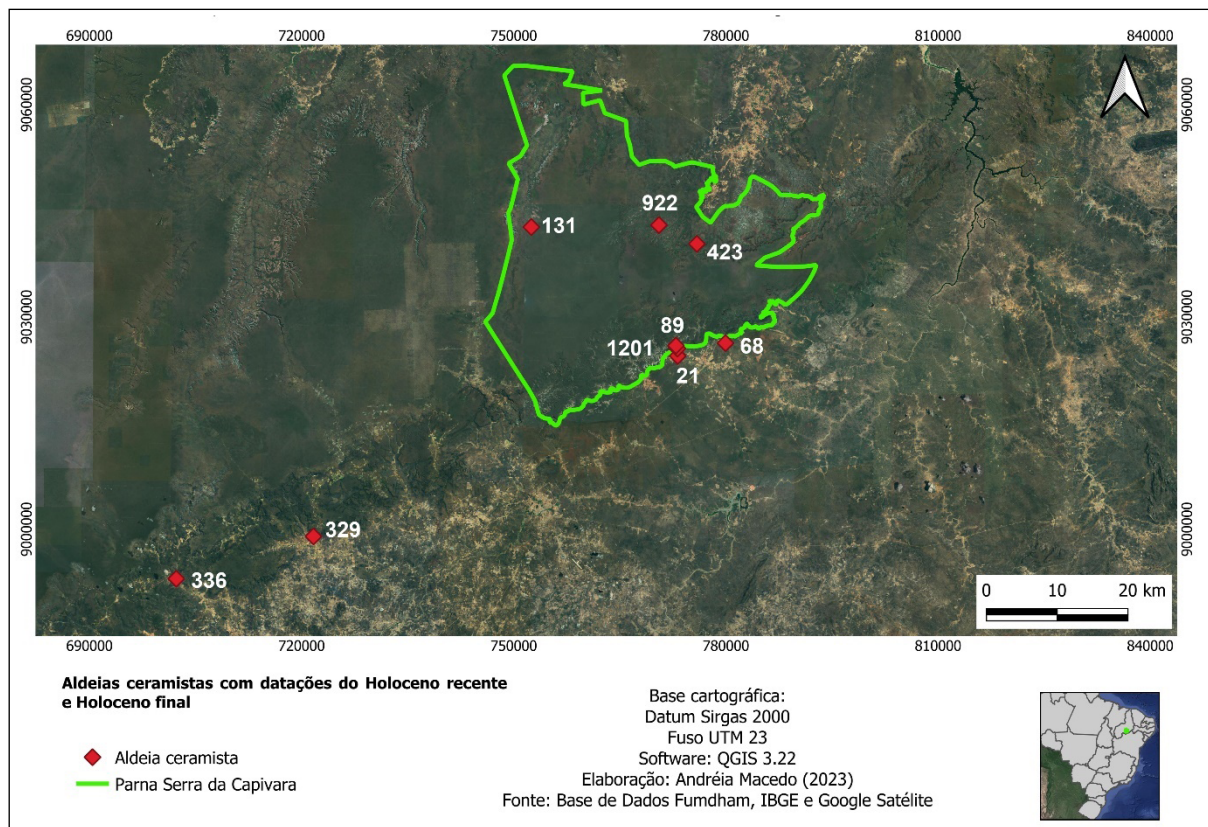 690000
720000
750000
780000
810000
840000
9060000
9060000
922
131
423
9030000
9030000
89
1201
68
21
9000000
9000000
329
336
0 10 20 km
690000
720000
750000
780000
810000
840000
Aldeias ceramistas com datações do Holoceno recente
e Holoceno final
Aldeia ceramista
Parna Serra da Capivara
Base cartográfica:
Datum Sirgas 2000
Fuso UTM 23
Software: QGIS 3.22
Elaboração: Andréia Macedo (2023)
Fonte: Base de Dados Fumdham, IBGE e Google Satélite